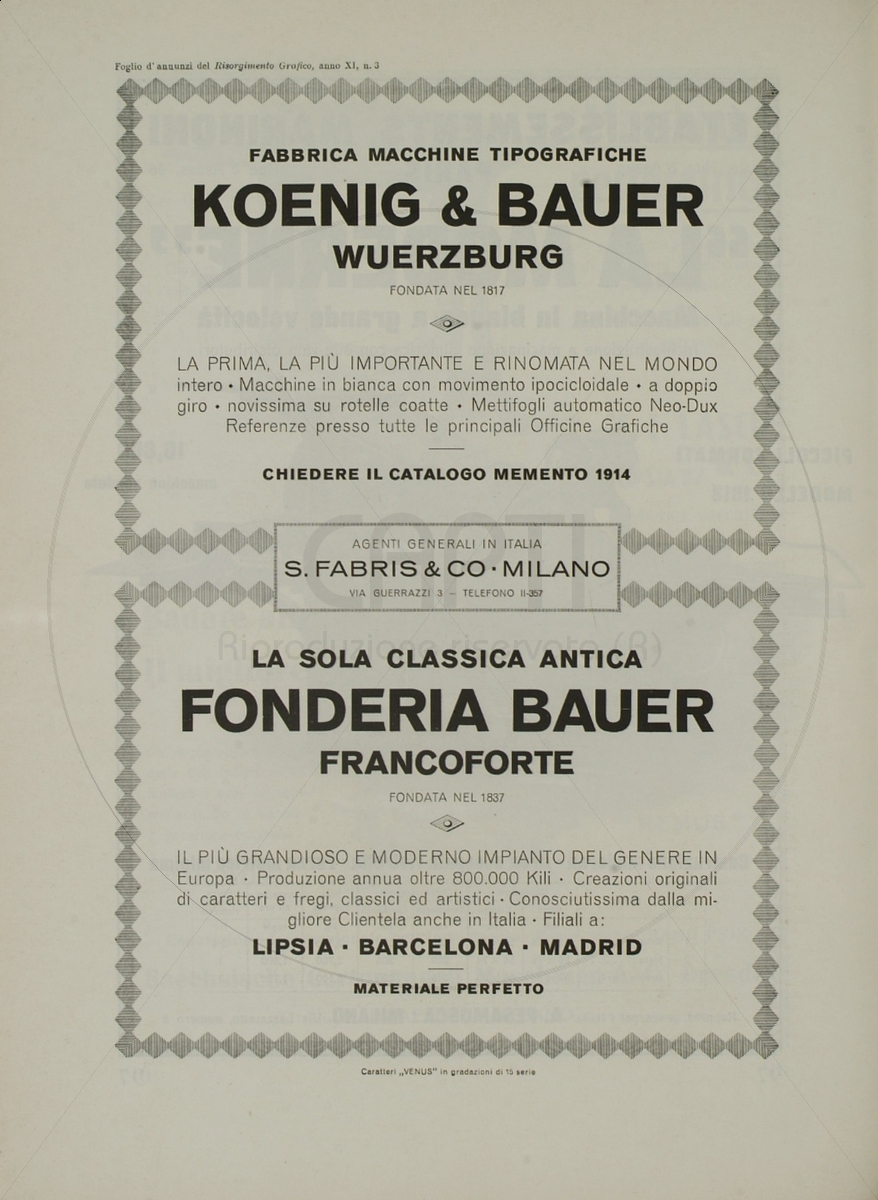 Foglio d'annunzi del Risorgimento Grafico, anno XI, n. 3
FABBRICA MACCHINE TIPOGRAFICHE
KOENIG & BAUER
WUERZBURG
FONDATA NEL 1817
LA PRIMA, LA PIÙ IMPORTANTE E RINOMATA NEL MONDO
intero • Macchine in bianca con movimento ipocicloidale • a doppio
giro • novissima su rotelle coatte • Mettifogli automatico Neo-Dux
Referenze presso tutte le principali Officine Grafiche
CHIEDERE IL CATALOGO MEMENTO 1914
AGENTI GENERALI IN ITALIA
S. FABRIS & CO · MILANO
VIA GUERRAZZI 3 – TELEFONO 11-357
CAPTI
Riproduzione riservata (R)
LA SOLA CLASSICA ANTICA
FONDERIA BAUER
FRANCOFORTE
FONDATA NEL 1837
IL PIÙ GRANDIOSO E MODERNO IMPIANTO DEL GENERE IN
Europa · Produzione annua oltre 800.000 Kili · Creazioni originali
di caratteri e fregi, classici ed artistici · Conosciutissima dalla mi-
gliore Clientela anche in Italia · Filiali a:
LIPSIA · BARCELONA · MADRID
MATERIALE PERFETTO
Caratteri „VENUS" in gradazioni di 15 serie